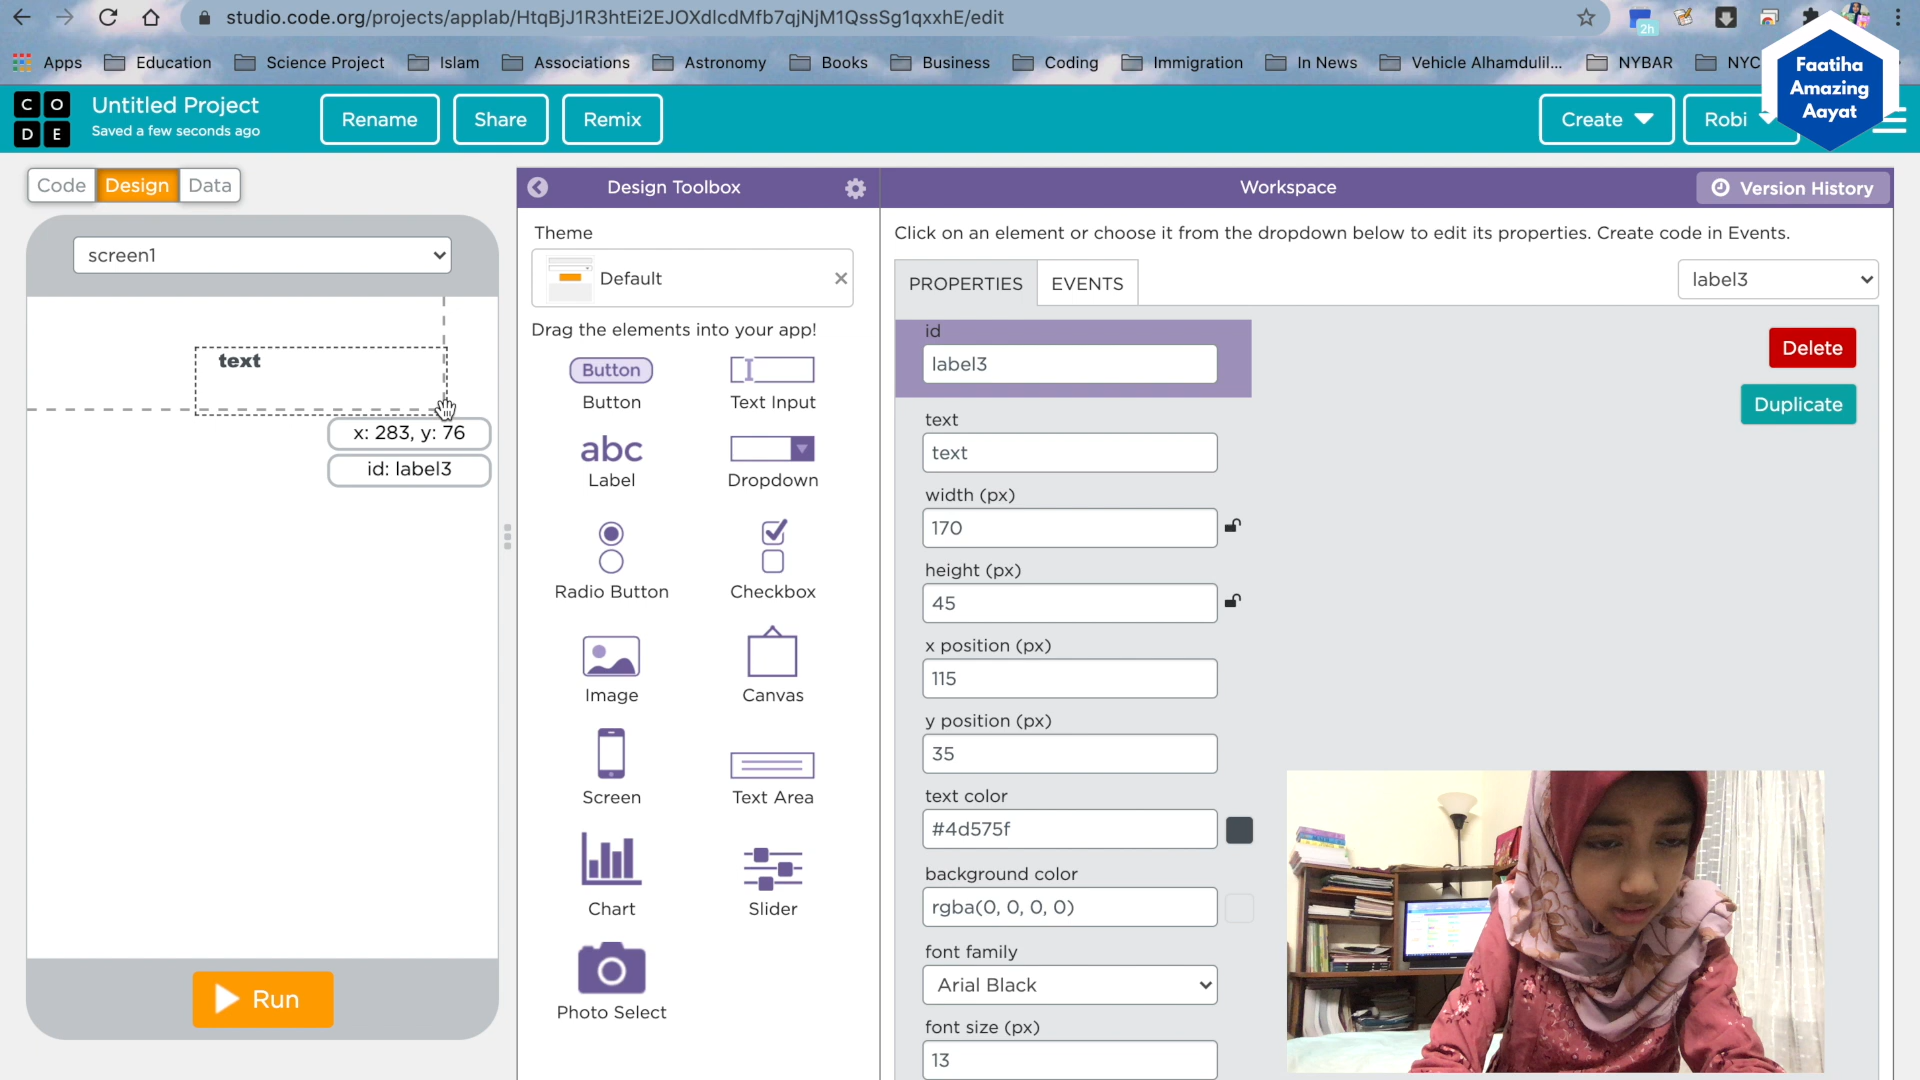 studio.code.org/projects/applab/HtqBjJ1R3htEi2EJOXdlcdMfb7qjNjM1QssSg1qxxhE/edit
2h
Apps Education Science Project Islam Associations Astronomy Books Business Coding Immigration In News Vehicle Alhamdulil... NYBAR NYC
Faatiha
Amazing
Aayat
C O
D E
Untitled Project
Saved a few seconds ago
Rename Share Remix
Create Robi
Code Design Data
Design Toolbox
Workspace
Version History
screen1
Theme
Default
Click on an element or choose it from the dropdown below to edit its properties. Create code in Events.
PROPERTIES EVENTS
label3
text
x: 283, y: 76
id: label3
Run
Drag the elements into your app!
Button
Button
Text Input
abc
Label
Dropdown
Radio Button
Checkbox
Image
Canvas
Screen
Text Area
Chart
Slider
Photo Select
id
label3
Delete
Duplicate
text
text
width (px)
170
height (px)
45
x position (px)
115
y position (px)
35
text color
#4d575f
background color
rgba(0, 0, 0, 0)
font family
Arial Black
font size (px)
13